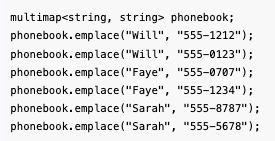 multimap<string, string> phonebook;
phonebook.emplace("Will", "555-1212");
phonebook.emplace("Will", "555-0123");
phonebook.emplace("Faye", "555-0707");
phonebook.emplace("Faye", "555-1234");
phonebook.emplace("Sarah", "555-8787");
phonebook.emplace("Sarah", "555-5678");